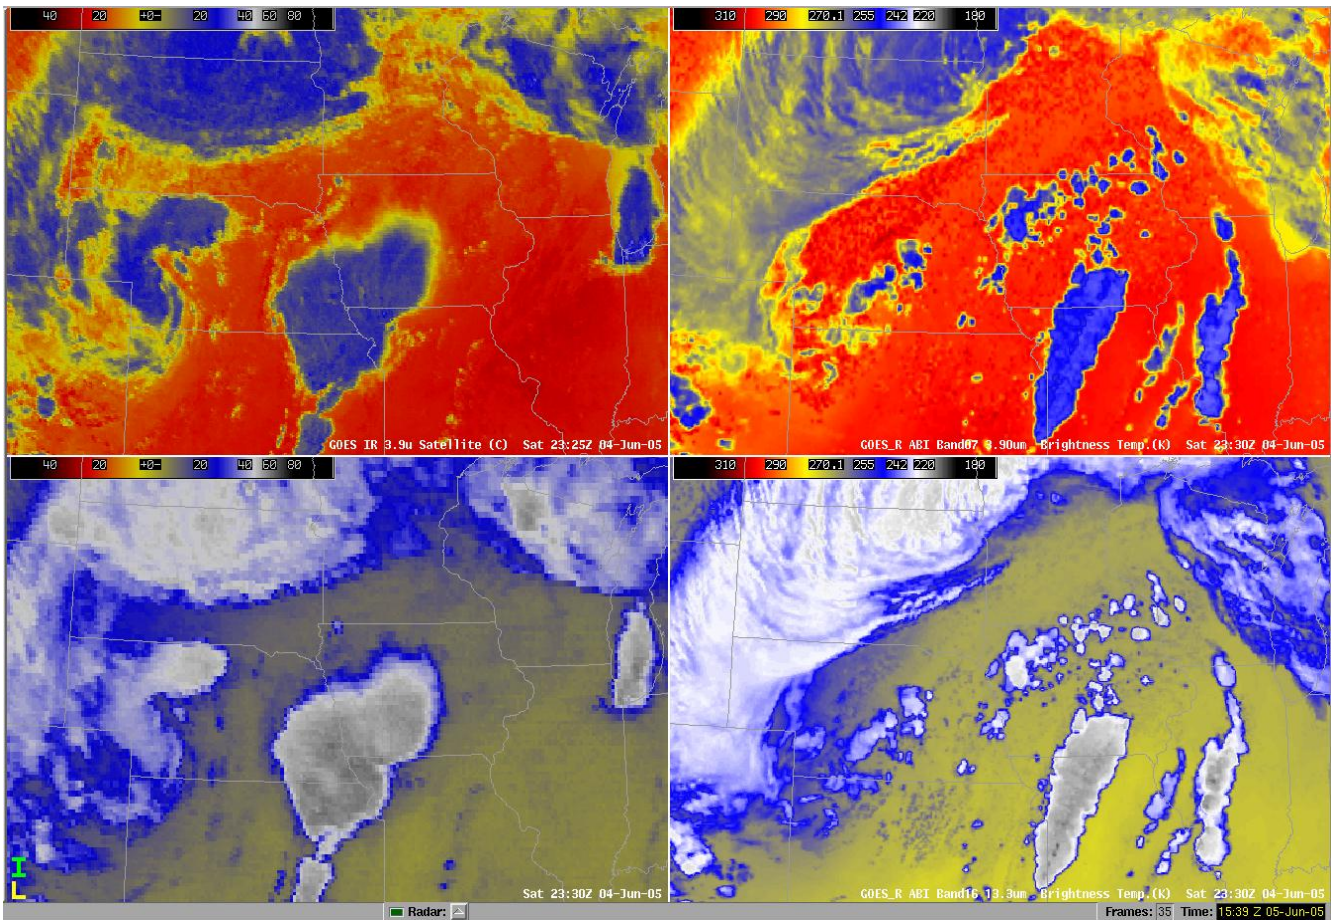 40 20 +0- 20 40 60 80
310 290 270.1 255 242 220 180
GOES IR 3.9u Satellite (C) Sat 23:25Z 04-Jun-05
GOES_R ABI Band07 3.90um Brightness Temp.(K) Sat 23:30Z 04-Jun-05
40 20 +0- 20 40 60 80
310 290 270.1 255 242 220 180
I
L
Sat 23:30Z 04-Jun-05
GOES_R ABI Band16 13.3um Brightness Temp.(K) Sat 23:30Z 04-Jun-05
Radar: Frames: 35 Time: 15:39 Z 05-Jun-05